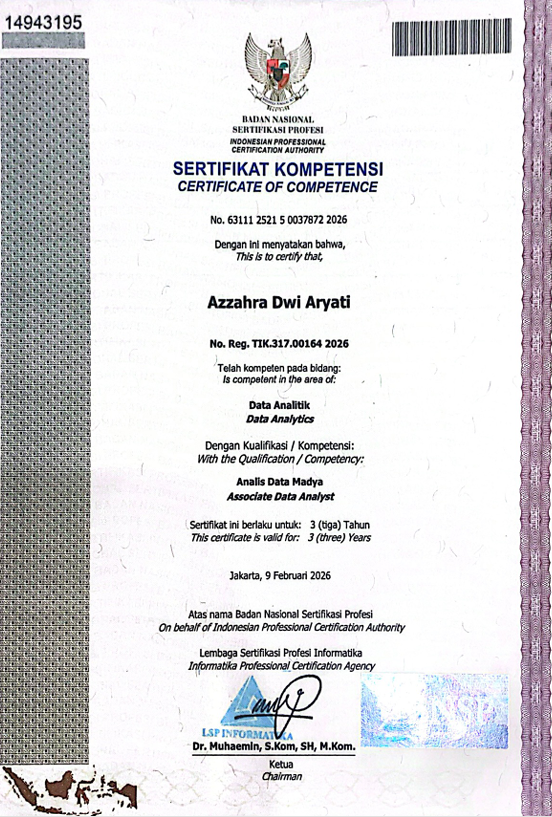 14943195
BADAN NASIONAL
SERTIFIKASI PROFESI
INDONESIAN PROFESSIONAL
CERTIFICATION AUTHORITY
SERTIFIKAT KOMPETENSI
CERTIFICATE OF COMPETENCE
No. 63111 2521 5 0037872 2026
Dengan ini menyatakan bahwa,
This is to certify that,
Azzahra Dwi Aryati
No. Reg. TIK.317.00164 2026
Telah kompeten pada bidang:
Is competent in the area of:
Data Analitik
Data Analytics
Dengan Kualifikasi / Kompetensi:
With the Qualification / Competency:
Analis Data Madya
Associate Data Analyst
Sertifikat ini berlaku untuk: 3 (tiga) Tahun
This certificate is valid for: 3 (three) Years
Jakarta, 9 Februari 2026
Atas nama Badan Nasional Sertifikasi Profesi
On behalf of Indonesian Professional Certification Authority
Lembaga Sertifikasi Profesi Informatika
Informatika Professional Certification Agency
LSP INFORMATIKA
Dr. Muhaemin, S.Kom, SH, M.Kom.
Ketua
Chairman